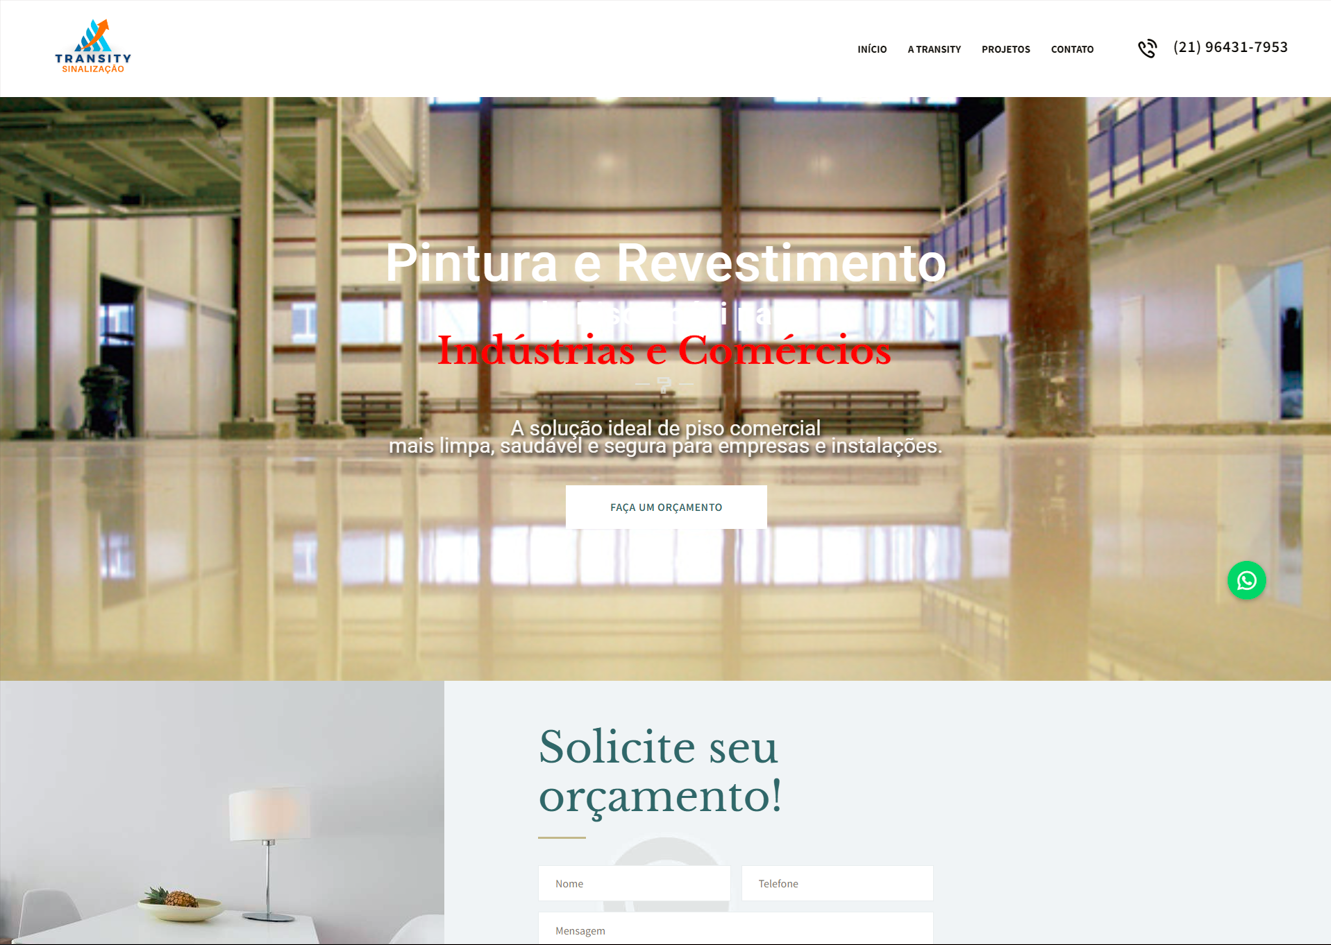 TRANSITY
SINALIZAÇÃO
INÍCIO A TRANSITY PROJETOS CONTATO (21) 96431-7953
Pintura e Revestimento
Indústrias e Comércios
A solução ideal de piso comercial
mais limpa, saudável e segura para empresas e instalações.
FAÇA UM ORÇAMENTO
Solicite seu
orçamento!
Nome Telefone
Mensagem